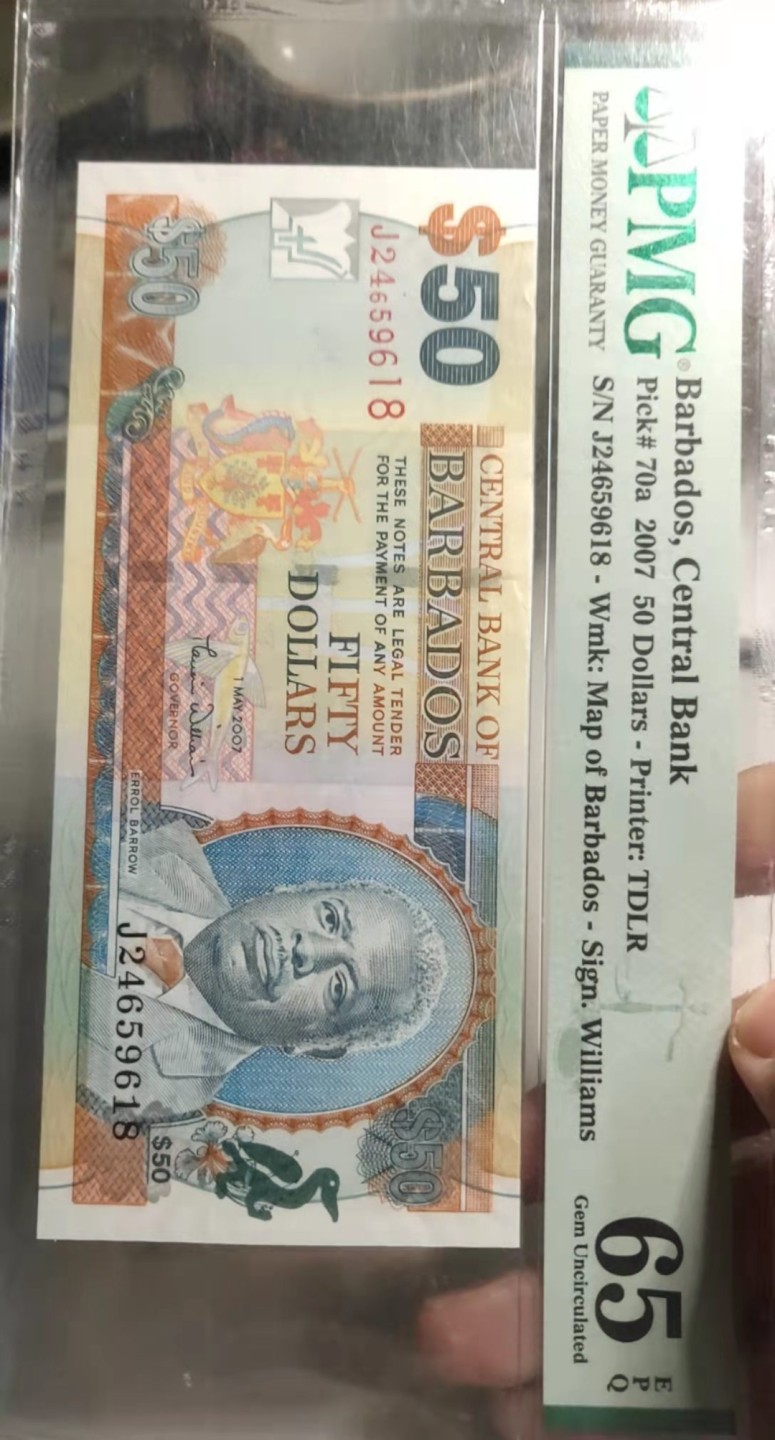 PMG®
PAPER MONEY GUARANTY
Barbados, Central Bank
Pick# 70a 2007 50 Dollars - Printer: TDLR
S/N J24659618 - Wmk: Map of Barbados - Sign. Williams
65
E
P
Q
Gem Uncirculated
$50
CENTRAL BANK OF
BARBADOS
J24659618
THESE NOTES ARE LEGAL TENDER
FOR THE PAYMENT OF ANY AMOUNT
FIFTY
DOLLARS
1 MAY 2007
GOVERNOR
ERROL BARROW
J24659618
$50
$50
$50